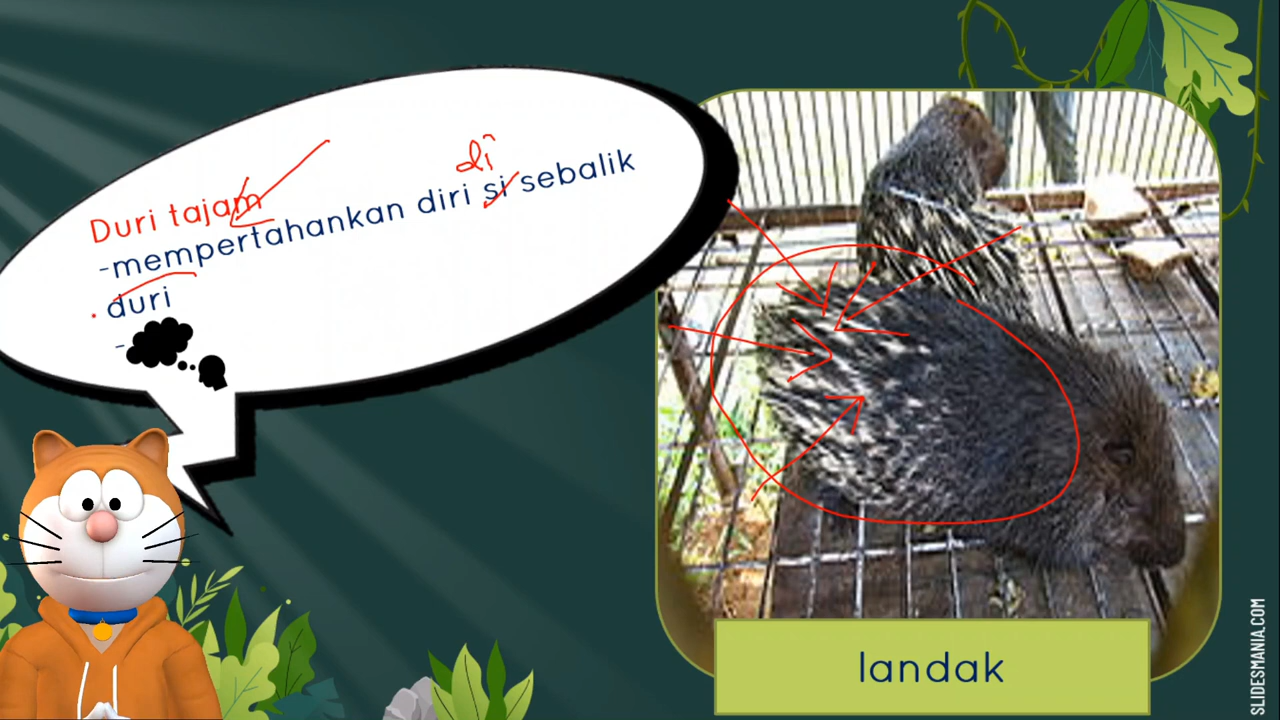 Duri tajam
di
-mempertahankan diri si sebalik
duri
-
landak
SLIDESMANIA.COM